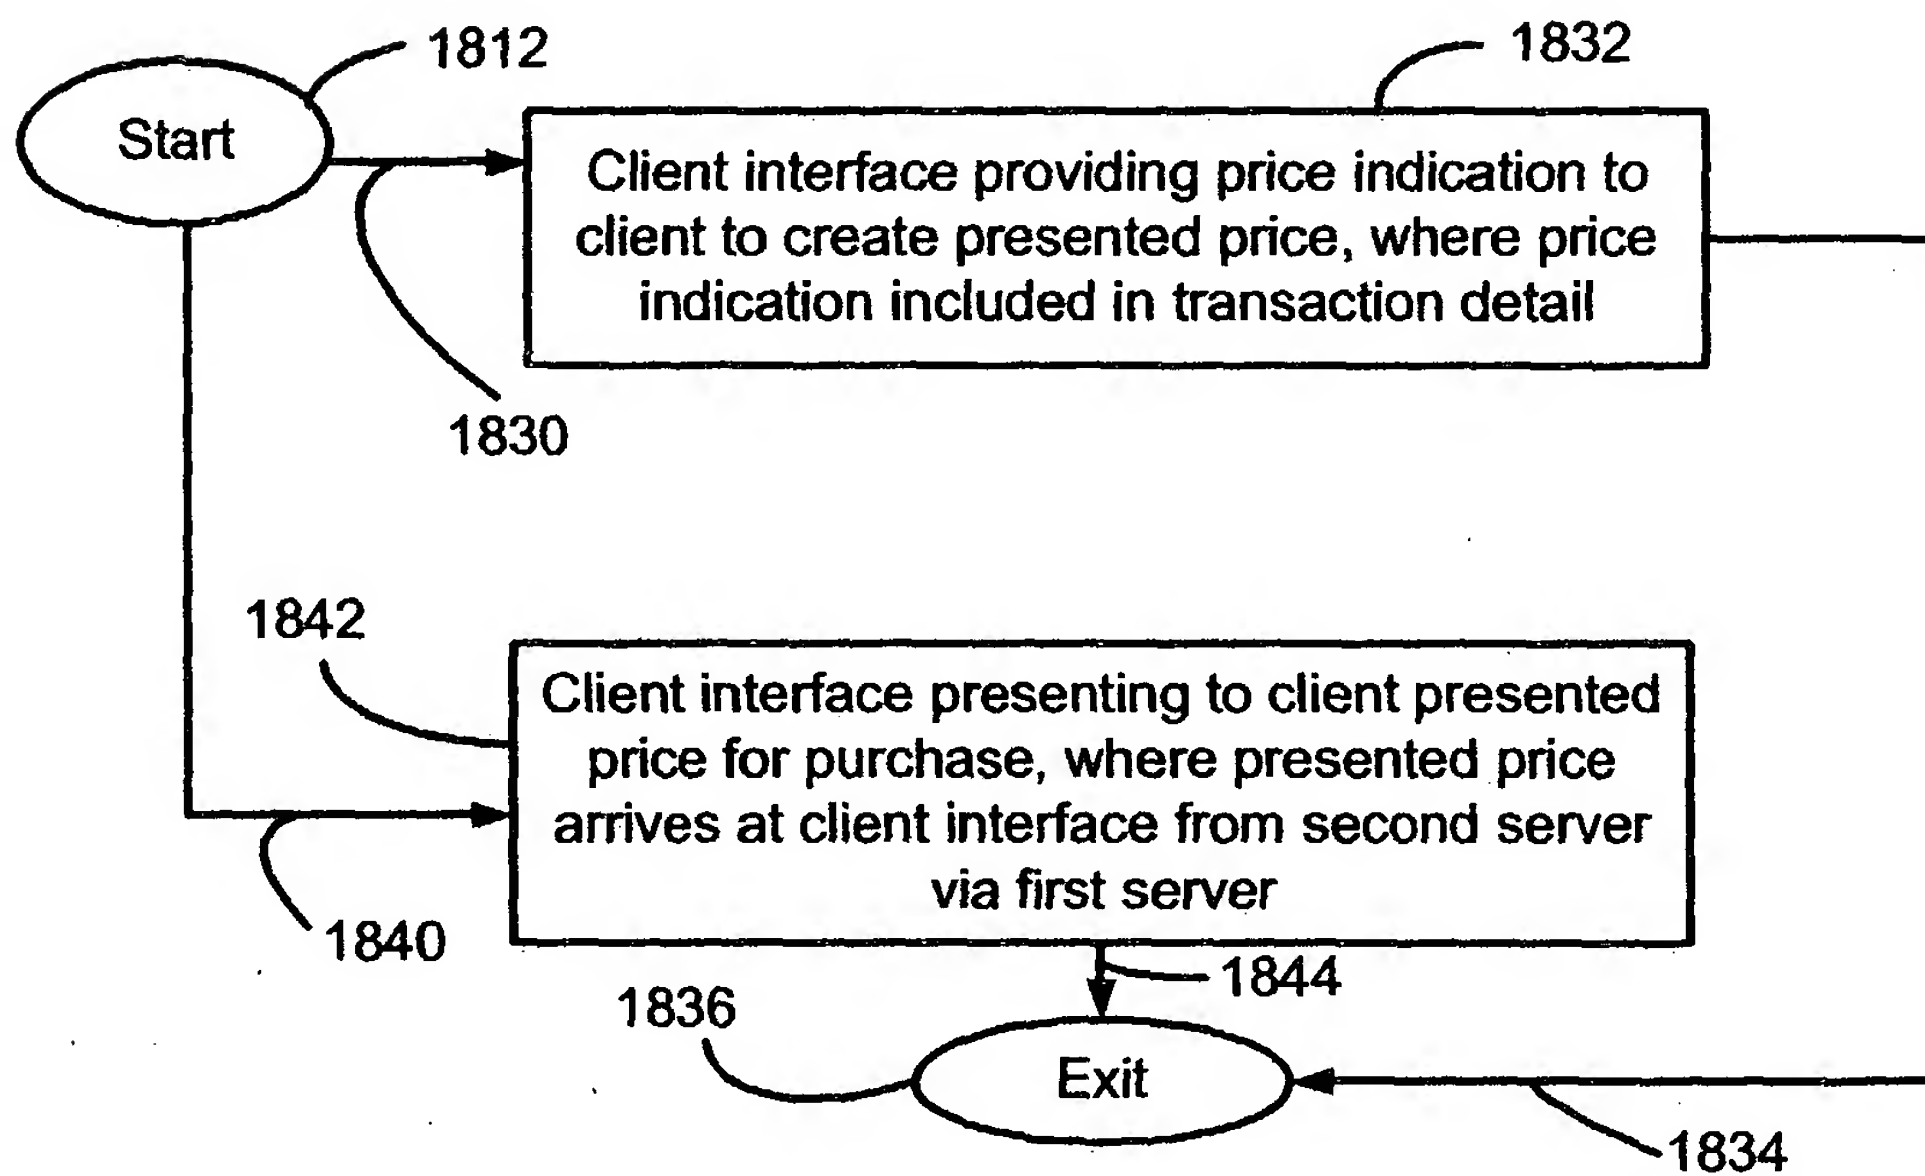 1812
1832
Start
Client interface providing price indication to
client to create presented price, where price
indication included in transaction detail
1830
1842
Client interface presenting to client presented
price for purchase, where presented price
arrives at client interface from second server
via first server
1840
1844
1836
Exit
1834